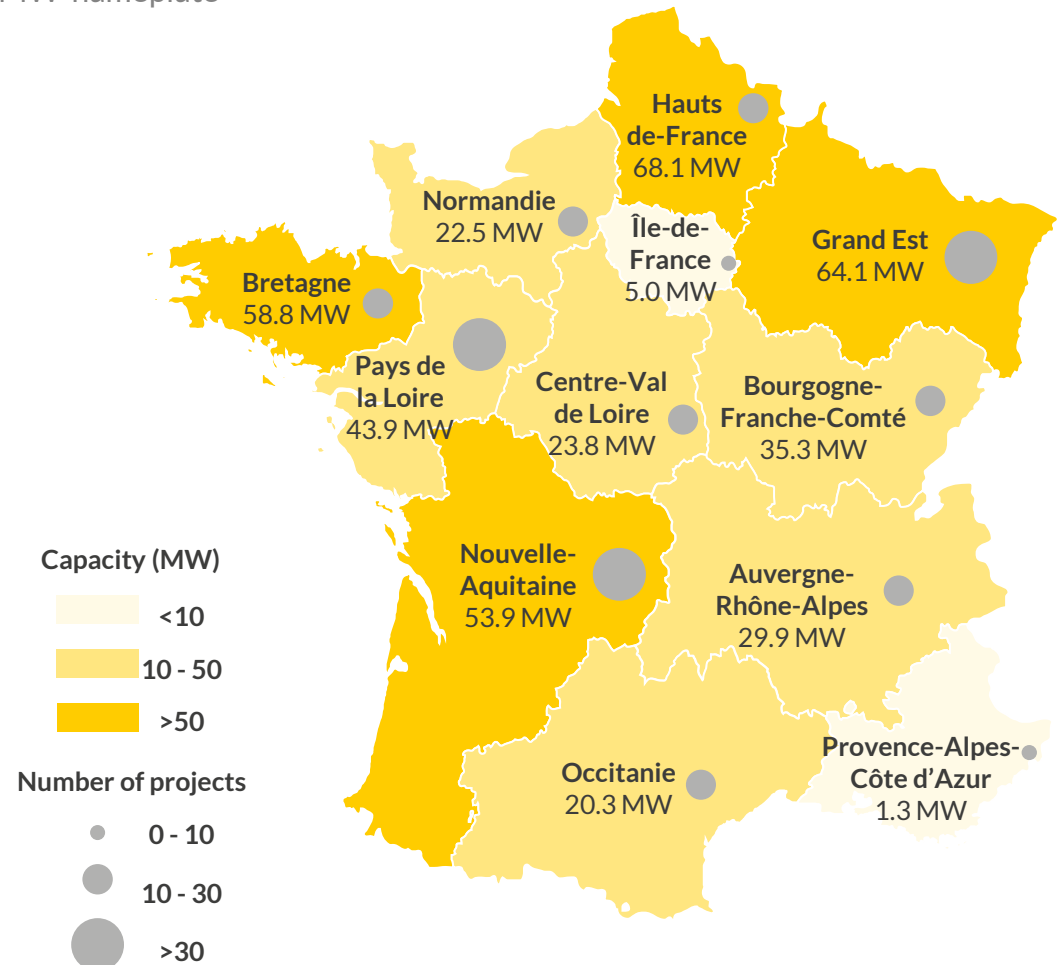 nameplate
Hauts
de-France
68.1 MW
Normandie
22.5 MW
Île-de-
France
5.0 MW
Grand Est
64.1 MW
Bretagne
58.8 MW
Pays de
la Loire
43.9 MW
Centre-Val
de Loire
23.8 MW
Bourgogne-
Franche-Comté
35.3 MW
Nouvelle-
Aquitaine
53.9 MW
Auvergne-
Rhône-Alpes
29.9 MW
Occitanie
20.3 MW
Provence-Alpes-
Côte d’Azur
1.3 MW
Capacity (MW)
<10
10 - 50
>50
Number of projects
0 - 10
10 - 30
>30